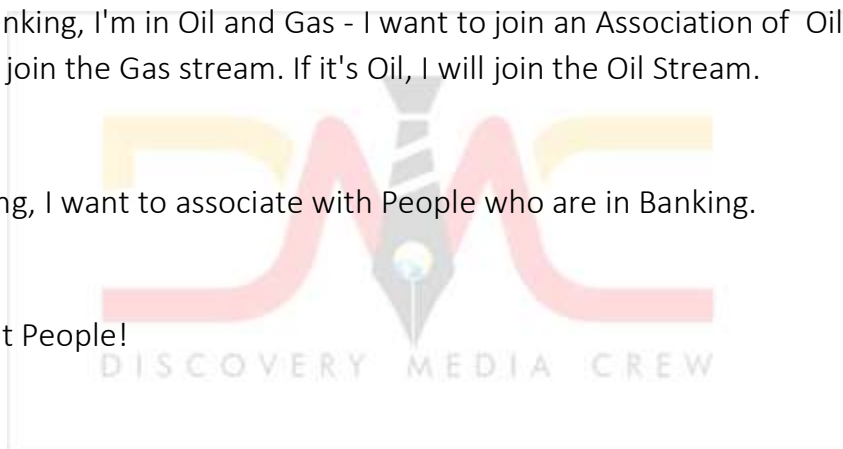 nking, I'm in Oil and Gas - I want to join an Association of  Oil
join the Gas stream. If it's Oil, I will join the Oil Stream.
ng, I want to associate with People who are in Banking.
t People!
DMC
DISCOVERY MEDIA CREW